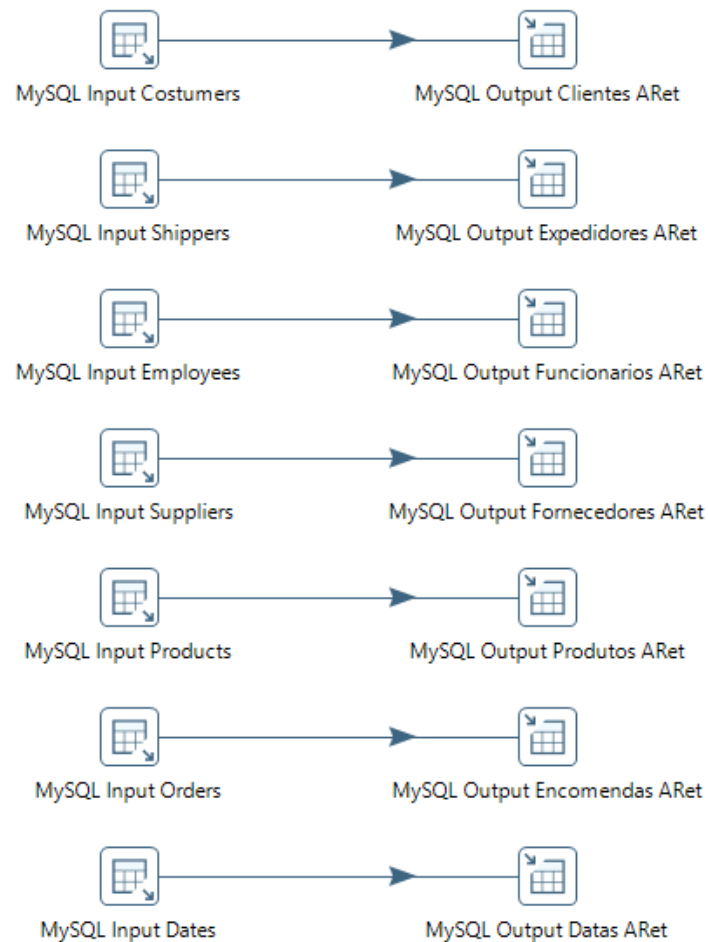 MySQL Input Costumers
MySQL Output Clientes ARet
MySQL Input Shippers
MySQL Output Expedidores ARet
MySQL Input Employees
MySQL Output Funcionarios ARet
MySQL Input Suppliers
MySQL Output Fornecedores ARet
MySQL Input Products
MySQL Output Produtos ARet
MySQL Input Orders
MySQL Output Encomendas ARet
MySQL Input Dates
MySQL Output Datas ARet